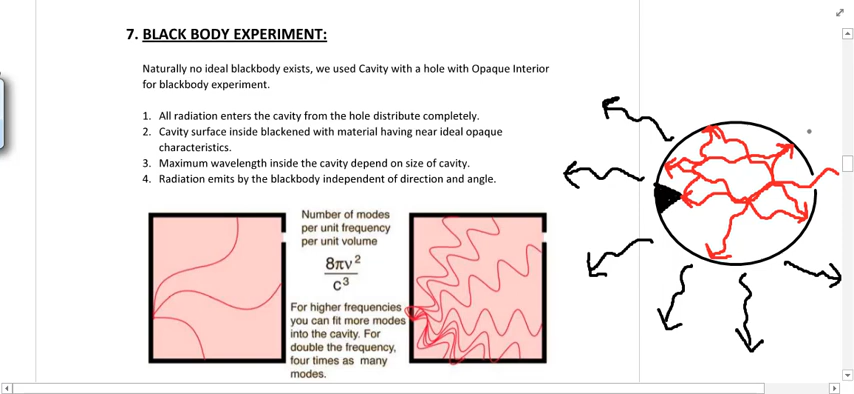 7. BLACK BODY EXPERIMENT:
Naturally no ideal blackbody exists, we used Cavity with a hole with Opaque Interior
for blackbody experiment.
1. All radiation enters the cavity from the hole distribute completely.
2. Cavity surface inside blackened with material having near ideal opaque
characteristics.
3. Maximum wavelength inside the cavity depend on size of cavity.
4. Radiation emits by the blackbody independent of direction and angle.
Number of modes
per unit frequency
per unit volume
8πν²
c³
For higher frequencies
you can fit more modes
into the cavity. For
double the frequency,
four times as many
modes.